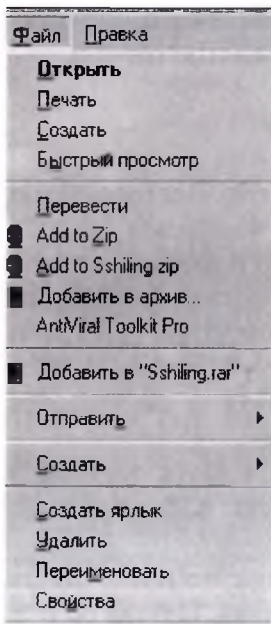 Файл Правка
Открыть
Печать
Создать
Быстрый просмотр
Перевести
Add to Zip
Add to Sshiling zip
Добавить в архив...
AntiViral Toolkit Pro
Добавить в "Sshiling.rar"
Отправить
Создать
Создать ярлык
Удалить
Переименовать
Свойства